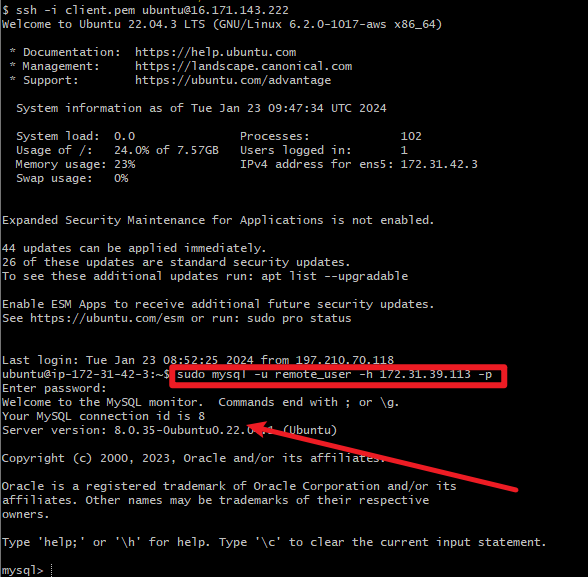 $ ssh -i client.pem ubuntu@16.171.143.222
Welcome to Ubuntu 22.04.3 LTS (GNU/Linux 6.2.0-1017-aws x86_64)
* Documentation:  https://help.ubuntu.com
* Management:     https://landscape.canonical.com
* Support:        https://ubuntu.com/advantage
System information as of Tue Jan 23 09:47:34 UTC 2024
System load:  0.0                Processes:             102
Usage of /:   24.0% of 7.57GB   Users logged in:       1
Memory usage: 23%                IPv4 address for ens5: 172.31.42.3
Swap usage:   0%
Expanded Security Maintenance for Applications is not enabled.
44 updates can be applied immediately.
26 of these updates are standard security updates.
To see these additional updates run: apt list --upgradable
Enable ESM Apps to receive additional future security updates.
See https://ubuntu.com/esm or run: sudo pro status
Last login: Tue Jan 23 08:52:25 2024 from 197.210.70.118
ubuntu@ip-172-31-42-3:~$ sudo mysql -u remote_user -h 172.31.39.113 -p
Enter password:
Welcome to the MySQL monitor.  Commands end with ; or \g.
Your MySQL connection id is 8
Server version: (Ubuntu)
Copyright (c) 2000, 2023, Oracle and/or its affiliates.
Oracle is a registered trademark of Oracle Corporation and/or its
affiliates. Other names may be trademarks of their respective
owners.
Type 'help;' or '\h' for help. Type '\c' to clear the current input statement.
mysql>